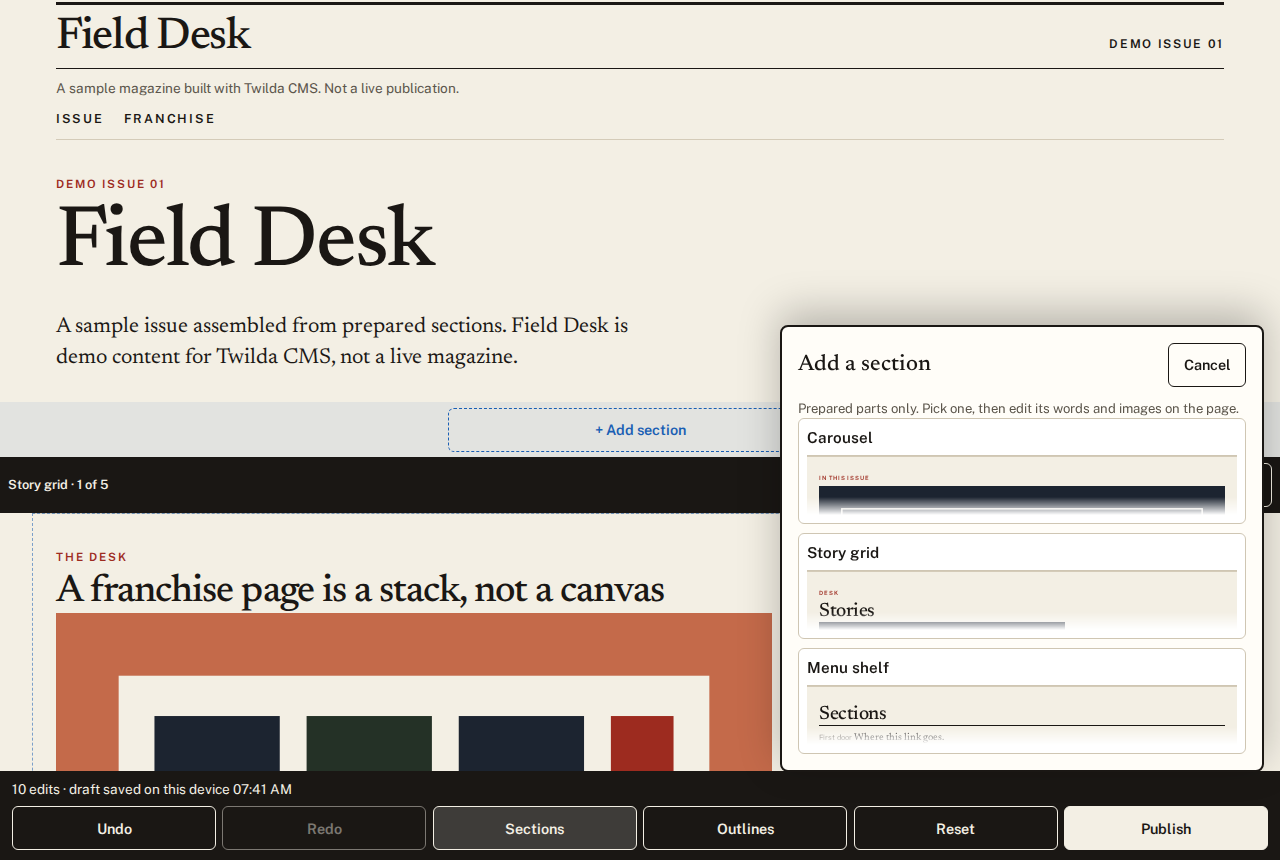 Field Desk
DEMO ISSUE 01
A sample magazine built with Twilda CMS. Not a live publication.
ISSUE FRANCHISE
DEMO ISSUE 01
Field Desk
A sample issue assembled from prepared sections. Field Desk is
demo content for Twilda CMS, not a live magazine.
+ Add section
Story grid · 1 of 5
THE DESK
A franchise page is a stack, not a canvas
Add a section
Cancel
Prepared parts only. Pick one, then edit its words and images on the page.
Carousel
IN THIS ISSUE
Story grid
DESK
Stories
Menu shelf
Sections
First door Where this link goes.
10 edits · draft saved on this device 07:41 AM
Undo
Redo
Sections
Outlines
Reset
Publish